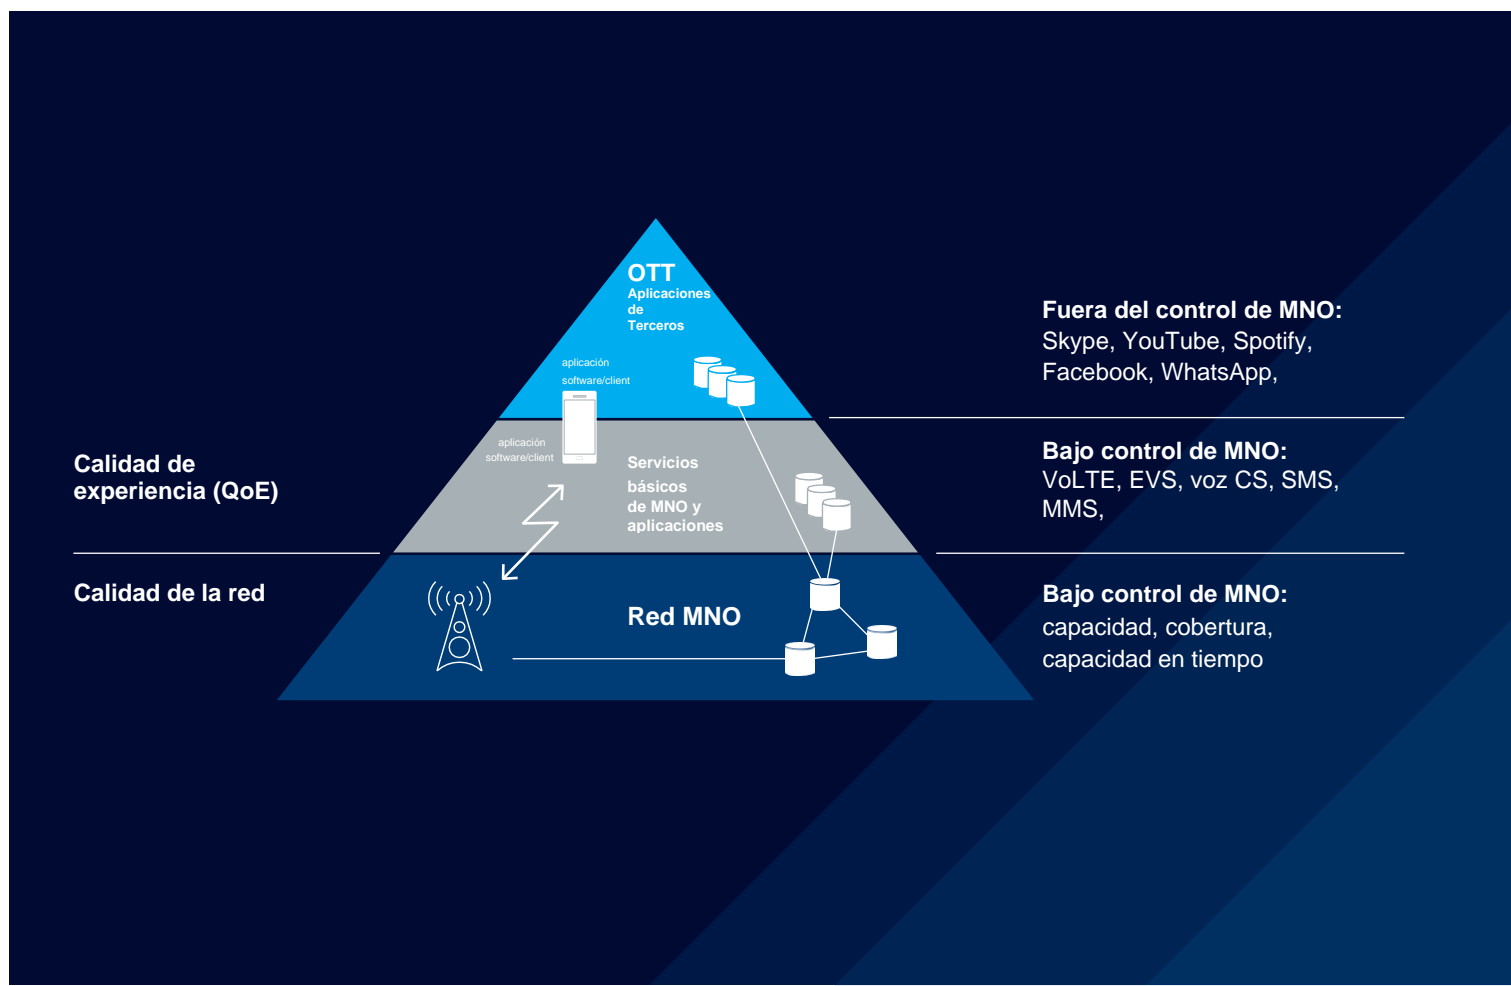 OTT
Aplicaciones
de
Terceros
aplicación
software/client
aplicación
software/client
Servicios
básicos
de MNO y
aplicaciones
Red MNO
Calidad de
experiencia (QoE)
Calidad de la red
Fuera del control de MNO:
Skype, YouTube, Spotify,
Facebook, WhatsApp,
Bajo control de MNO:
VoLTE, EVS, voz CS, SMS,
MMS,
Bajo control de MNO:
capacidad, cobertura,
capacidad en tiempo